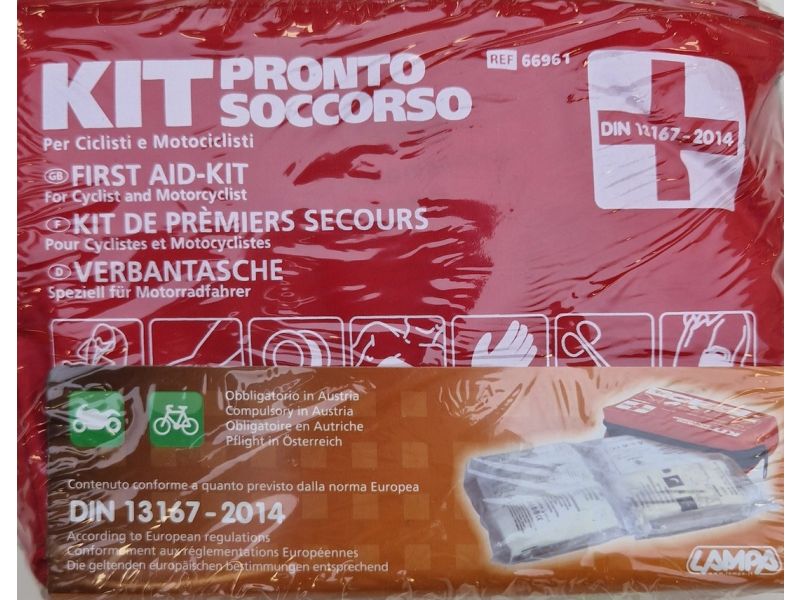 KIT PRONTO SOCCORSO
REF 66961
Per Ciclisti e Motociclisti
DIN 13167-2014
GB FIRST AID-KIT
For Cyclist and Motorcyclist
F KIT DE PRÈMIERS SECOURS
Pour Cyclistes et Motocyclistes
D VERBANTASCHE
Speziell für Motorradfahrer
Obbligatorio in Austria
Compulsory in Austria
Obligatoire en Autriche
Pflight in Österreich
Contenuto conforme a quanto previsto dalla norma Europea
DIN 13167-2014
According to European regulations
Conformement aux réglementations Européennes
Die geltenden europäischen bestimmungen entsprechend
LAMPA